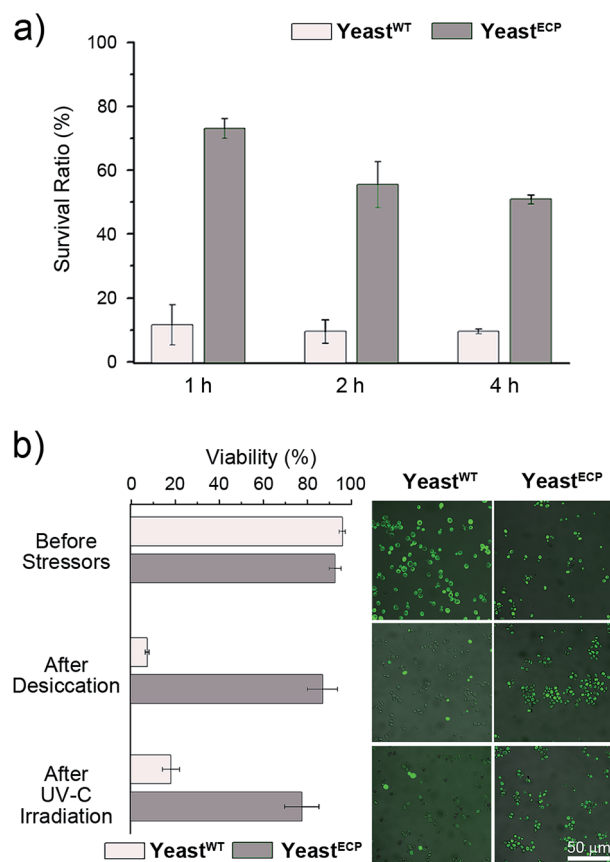 a)
Yeast^WT Yeast^ECP
100
80
60
40
20
0
Survival Ratio (%)
1 h 2 h 4 h
b)
Viability (%)
0 20 40 60 80 100
Yeast^WT Yeast^ECP
Before
Stressors
After
Desiccation
After
UV-C
Irradiation
50 µm
Yeast^WT Yeast^ECP